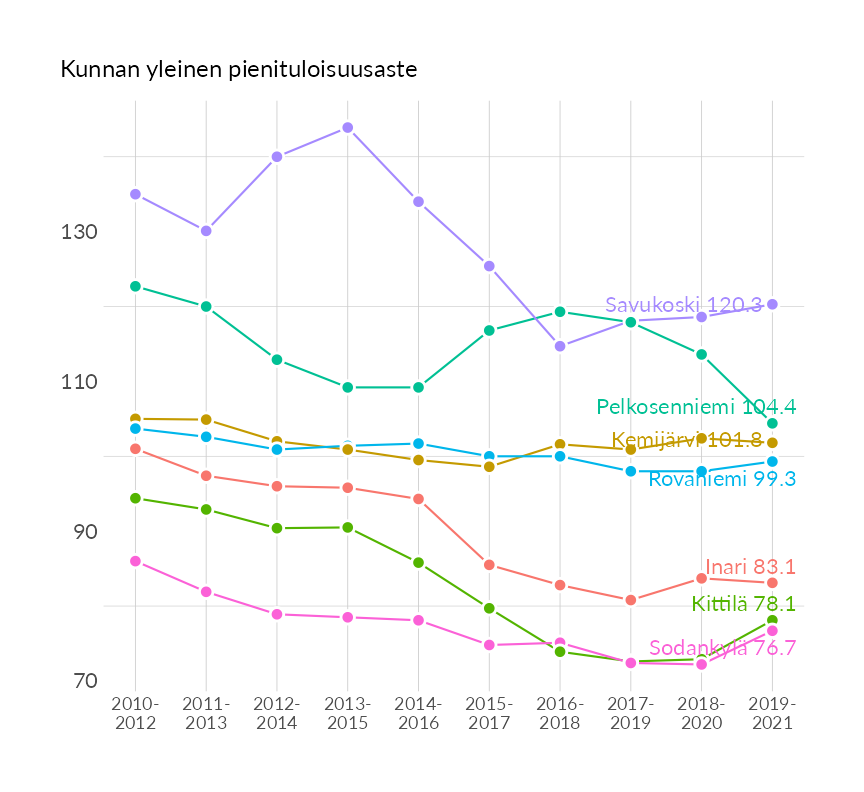 Kunnan yleinen pienituloisuusaste
130
110
90
70
Savukoski 120.3
Pelkosenniemi 104.4
Kemijärvi 101.8
Rovaniemi 99.3
Inari 83.1
Kittilä 78.1
Sodankylä 76.7
2010- 2011- 2012- 2013- 2014- 2015- 2016- 2017- 2018- 2019-
2012 2013 2014 2015 2016 2017 2018 2019 2020 2021